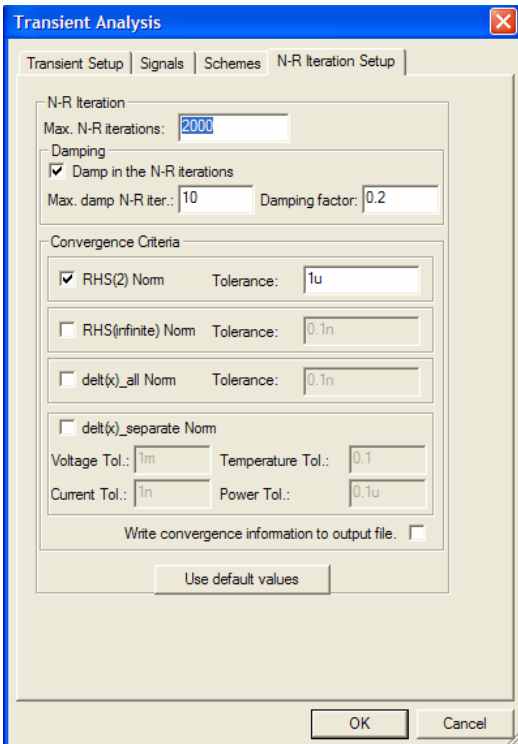 Transient Analysis
Transient Setup Signals Schemes N-R Iteration Setup
N-R Iteration
Max. N-R iterations: 2000
Damping
Damp in the N-R iterations
Max. damp N-R iter.: 10 Damping factor: 0.2
Convergence Criteria
RHS(2) Norm Tolerance: 1u
RHS(infinite) Norm Tolerance: 0.1n
delt(x)_all Norm Tolerance: 0.1n
delt(x)_separate Norm
Voltage Tol.: 1m Temperature Tol.: 0.1
Current Tol.: 1n Power Tol.: 0.1u
Write convergence information to output file.
Use default values
OK Cancel